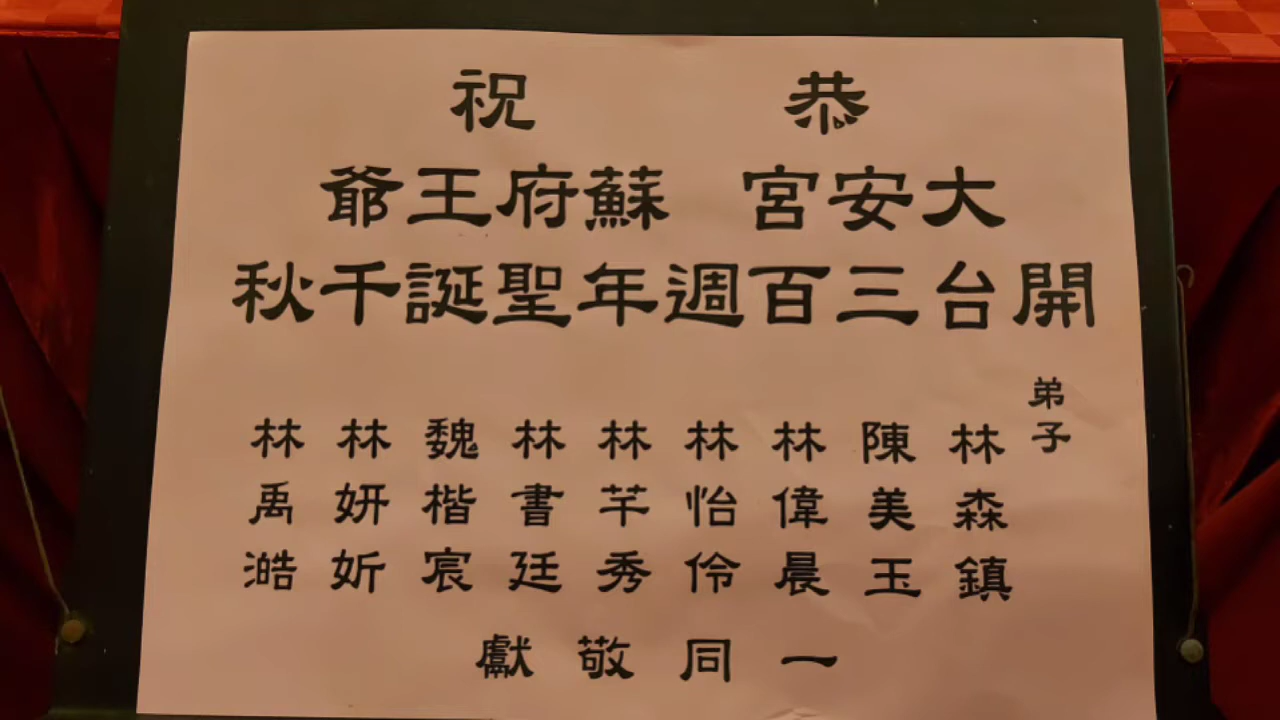 恭祝
大安宮 蘇府王爺
開台三百週年聖誕千秋
弟子
林森鎮
陳美玉
林偉晨
林怡伶
林芊秀
林書廷
魏楷宸
林妍妡
林禹澔
一同敬獻